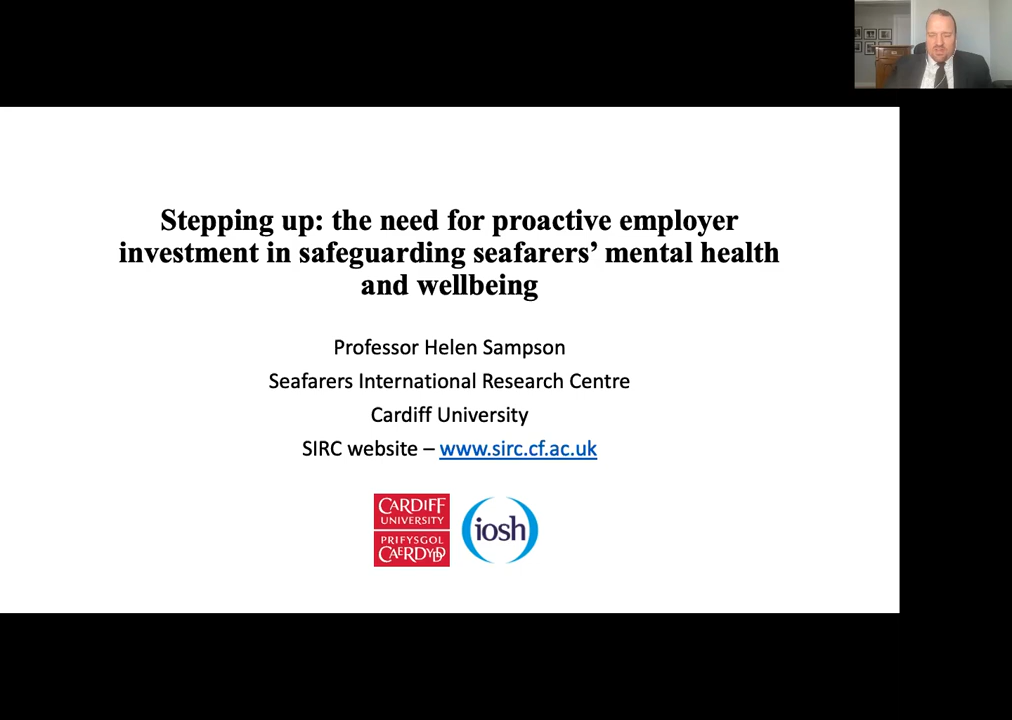 Stepping up: the need for proactive employer
investment in safeguarding seafarers’ mental health
and wellbeing
Professor Helen Sampson
Seafarers International Research Centre
Cardiff University
SIRC website – www.sirc.cf.ac.uk
CARDIFF
UNIVERSITY
PRIFYSGOL
CAERDYDD
iosh